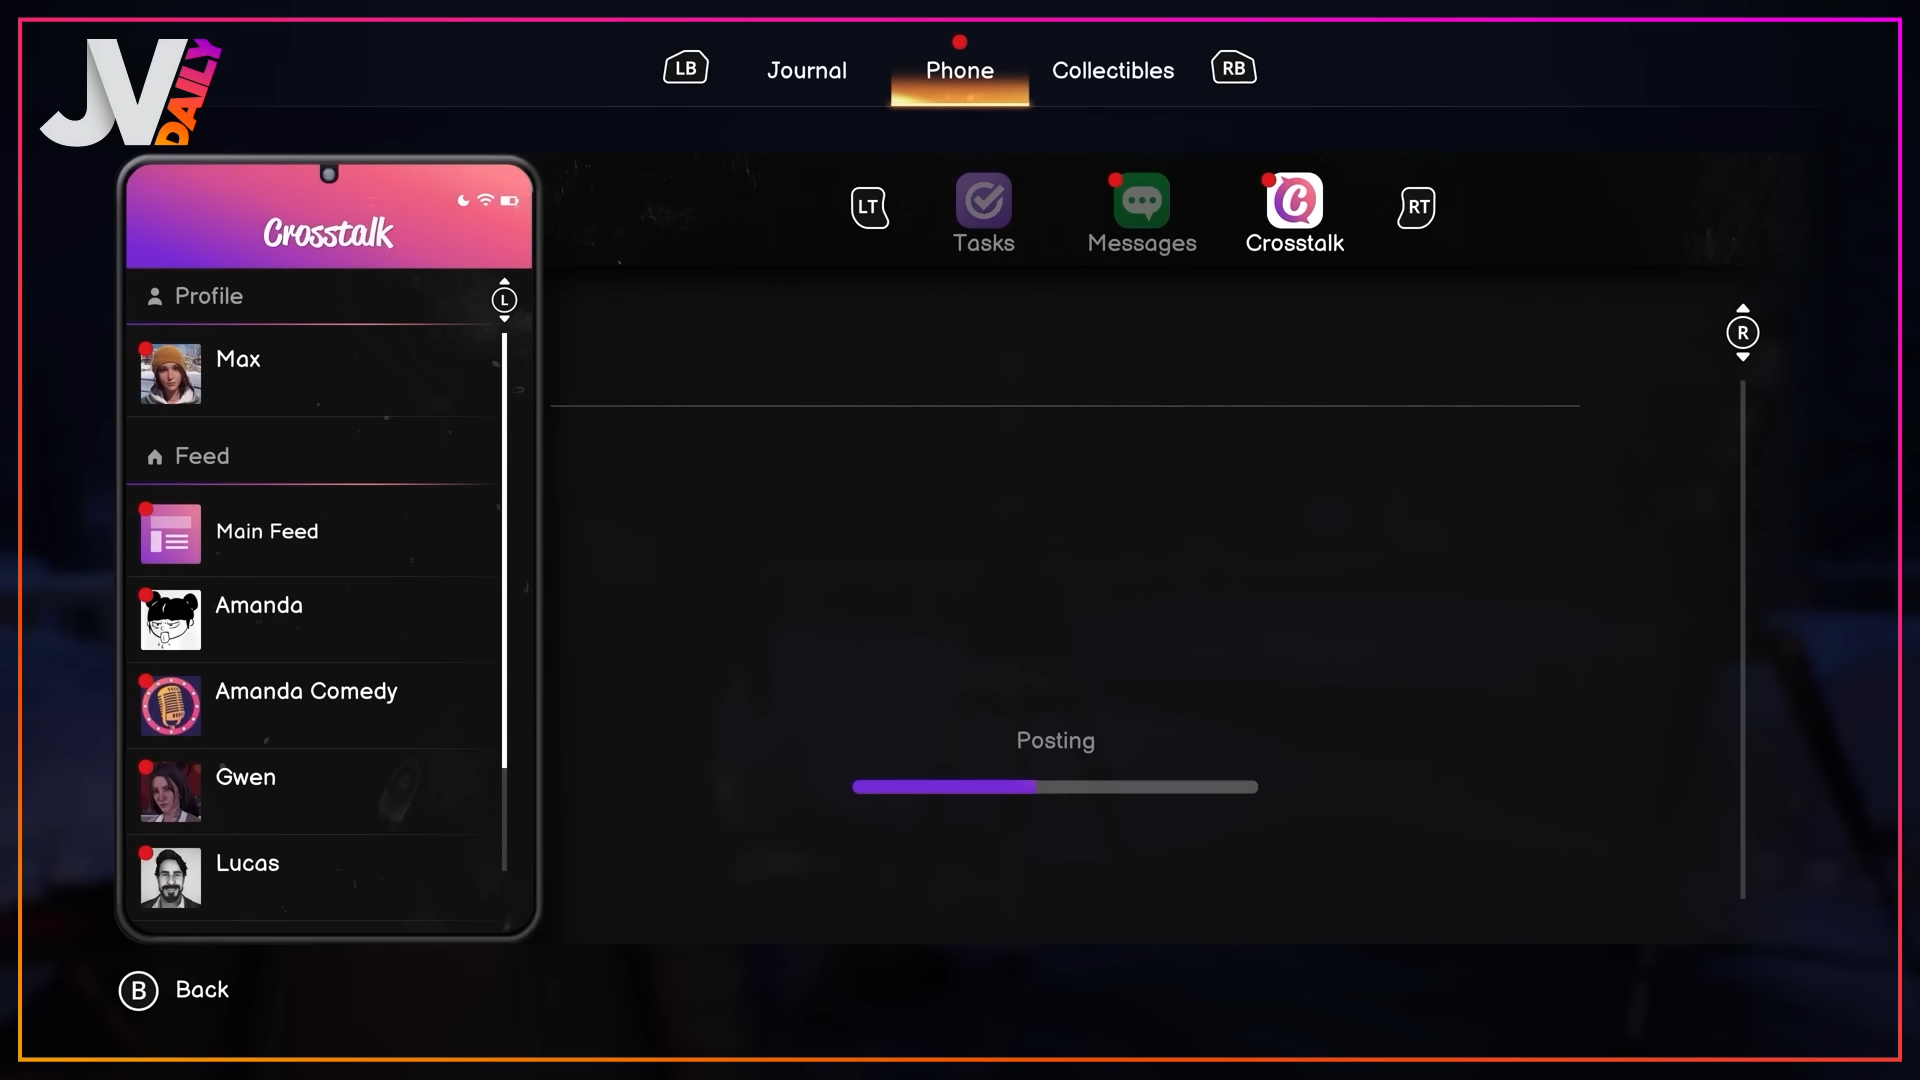 JV DAILY
LB Journal Phone Collectibles RB
LT Tasks Messages Crosstalk RT
Crosstalk
Profile
L
Max
Feed
Main Feed
Amanda
Amanda Comedy
Gwen
Lucas
R
Posting
B Back